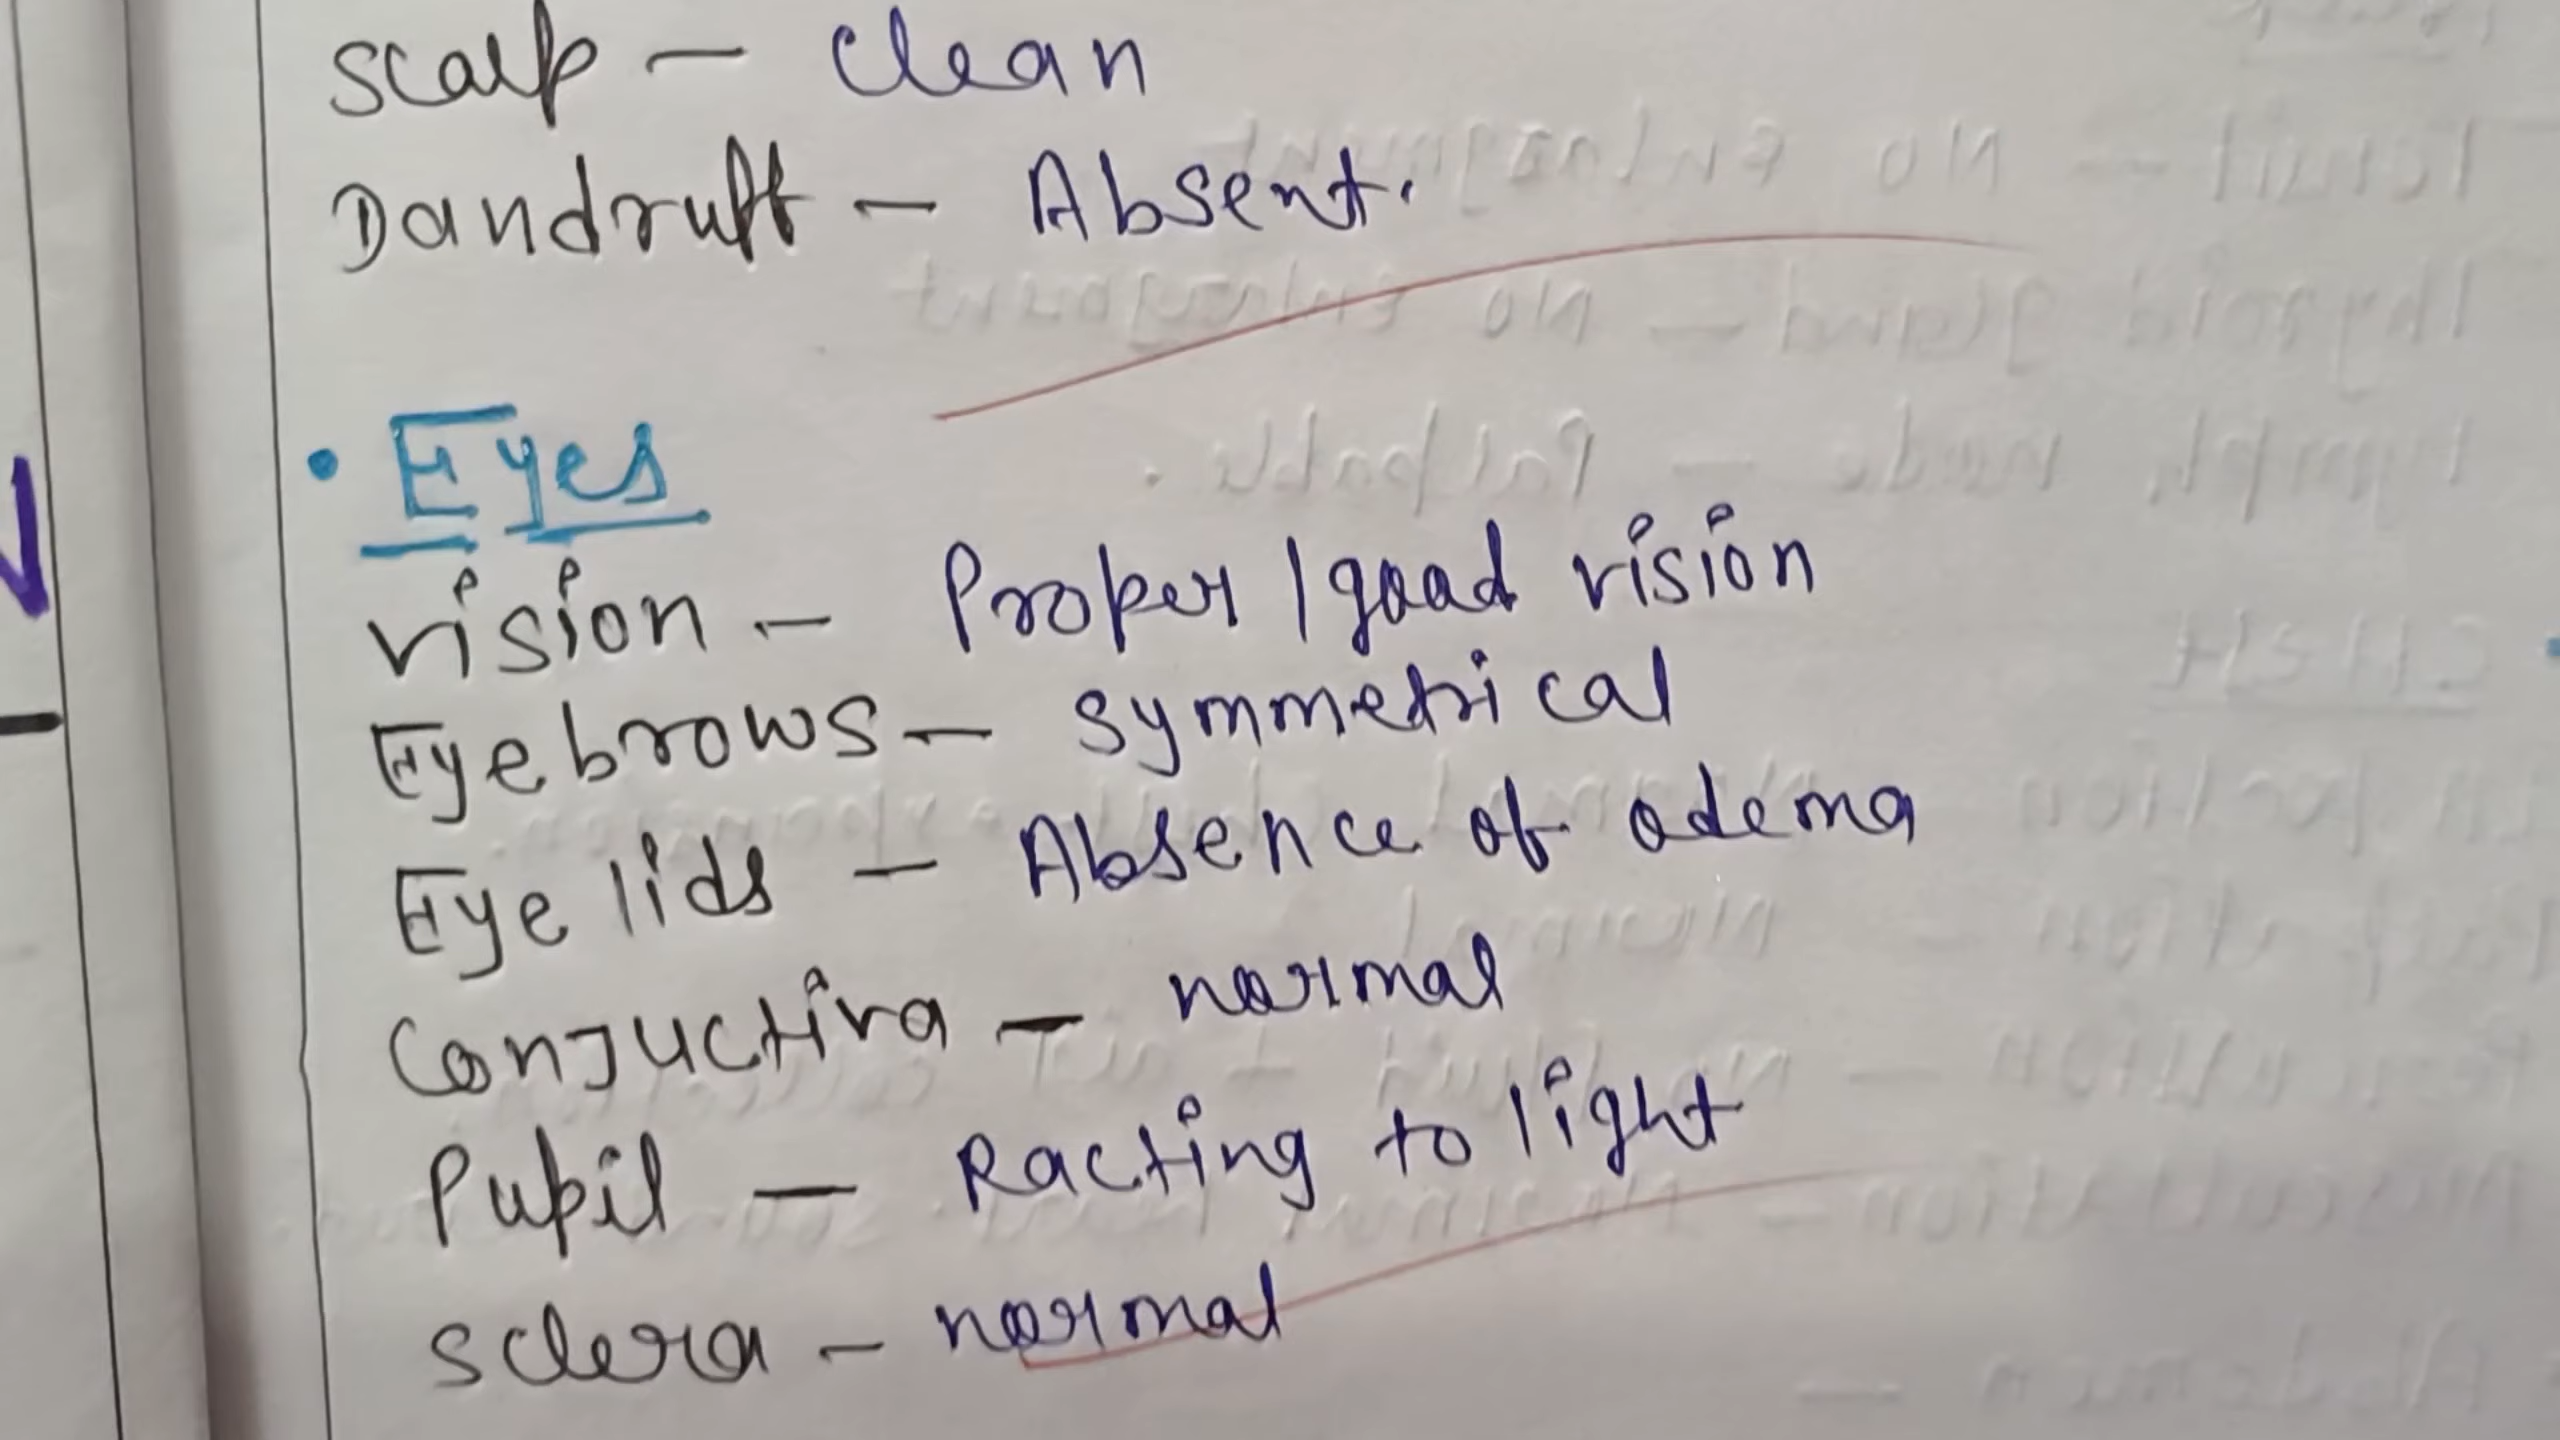 Scalp - Clean
Dandruff - Absent.
• Eyes
vision - Proper / good vision
Eyebrows - Symmetrical
Eye lids - Absence of odema
Conjuctiva - normal
Pupil - Racting to light
Sclera - normal